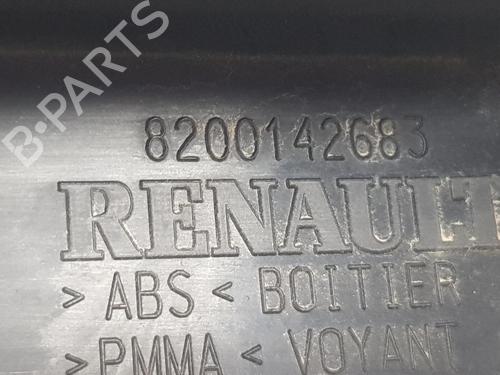 B-PARTS
8200142683
RENAULT
> ABS < BOITIER
> PMMA < VOYANT